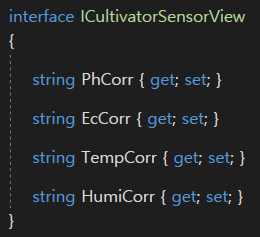 interface ICultivatorSensorView
{
string PhCorr { get; set; }
string EcCorr { get; set; }
string TempCorr { get; set; }
string HumiCorr { get; set; }
}